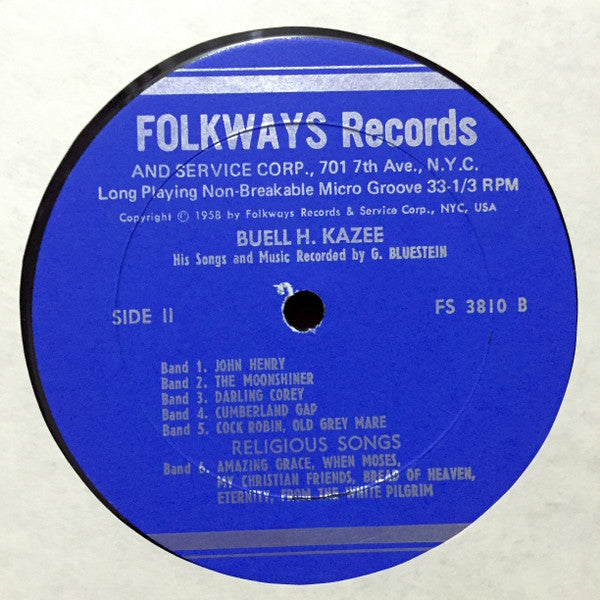 FOLKWAYS Records
AND SERVICE CORP., 701 7th Ave., N.Y.C.
Long Playing Non-Breakable Micro Groove 33-1/3 RPM
Copyright ℗ 1958 by Folkways Records & Service Corp., NYC, USA
BUELL H. KAZEE
His Songs and Music Recorded by G. BLUESTEIN
SIDE II
FS 3810 B
Band 1. JOHN HENRY
Band 2. THE MOONSHINER
Band 3. DARLING COREY
Band 4. CUMBERLAND GAP
Band 5. COCK ROBIN, OLD GREY MARE
RELIGIOUS SONGS
Band 6. AMAZING GRACE, WHEN MOSES,
MY CHRISTIAN FRIENDS, BREAD OF HEAVEN,
ETERNITY, FROM THE WHITE PILGRIM